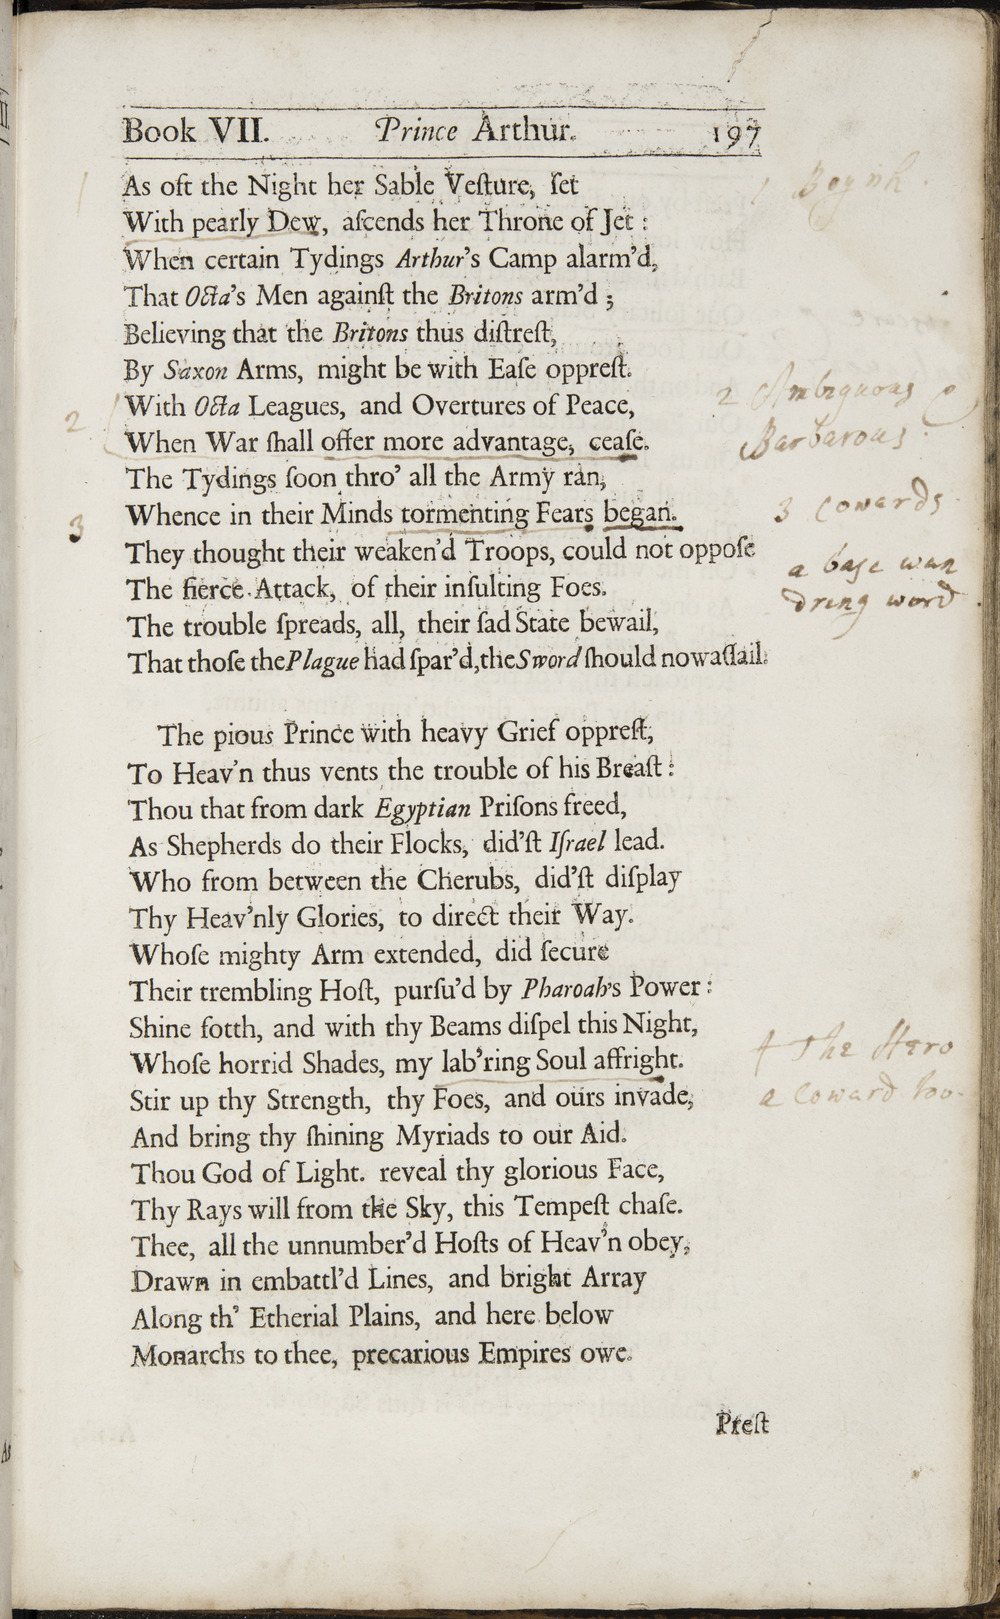 Book VII. Prince Arthur. 197
1 As oft the Night her Sable Veſture, ſet
With pearly Dew, aſcends her Throne of Jet :
When certain Tydings Arthur's Camp alarm'd,
That Octa's Men againſt the Britons arm'd ;
Believing that the Britons thus diſtreſt,
By Saxon Arms, might be with Eaſe oppreſt.
With Octa Leagues, and Overtures of Peace,
2 Ambiguous &
2 When War ſhall offer more advantage, ceaſe.
Barbarous
The Tydings ſoon thro' all the Army ran,
3 Whence in their Minds tormenting Fears began.
3 Cowards
They thought their weaken'd Troops, could not oppoſe
a baſe wan
The fierce Attack, of their inſulting Foes.
dring word
The trouble ſpreads, all, their ſad State bewail,
That thoſe the Plague had ſpar'd, the Sword ſhould now aſſail.
The pious Prince with heavy Grief oppreſt,
To Heav'n thus vents the trouble of his Breaſt :
Thou that from dark Egyptian Priſons freed,
As Shepherds do their Flocks, did'ſt Iſrael lead.
Who from between the Cherubs, did'ſt diſplay
Thy Heav'nly Glories, to direct their Way.
Whoſe mighty Arm extended, did ſecure
Their trembling Hoſt, purſu'd by Pharoah's Power :
Shine forth, and with thy Beams diſpel this Night,
Whoſe horrid Shades, my lab'ring Soul affright.
† The Hero
Stir up thy Strength, thy Foes, and ours invade,
a Coward too.
And bring thy ſhining Myriads to our Aid.
Thou God of Light. reveal thy glorious Face,
Thy Rays will from the Sky, this Tempeſt chaſe.
Thee, all the unnumber'd Hoſts of Heav'n obey,
Drawn in embattl'd Lines, and bright Array
Along th' Etherial Plains, and here below
Monarchs to thee, precarious Empires owe.
Preſt